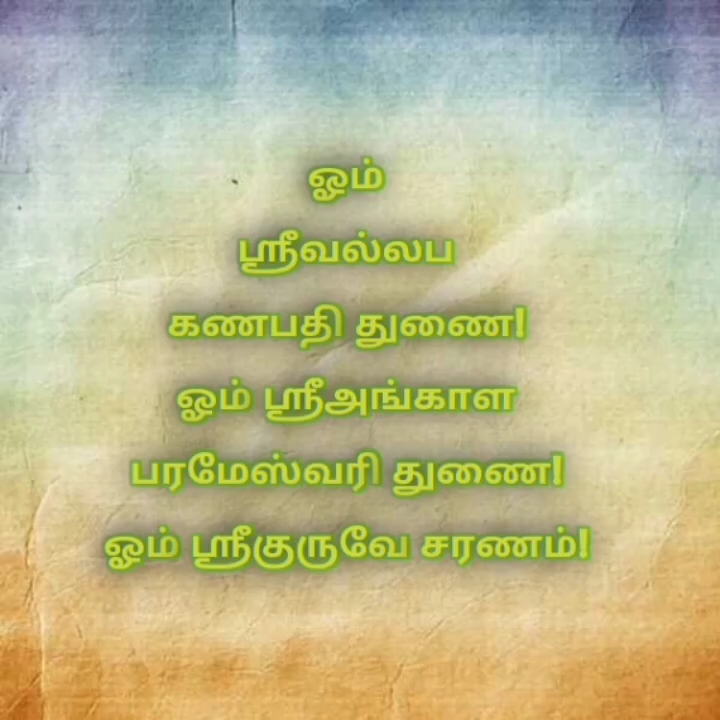 ஓம்
ஸ்ரீவல்லப
கணபதி துணை!
ஓம் ஸ்ரீஅங்காள
பரமேஸ்வரி துணை!
ஓம் ஸ்ரீகுருவே சரணம்!